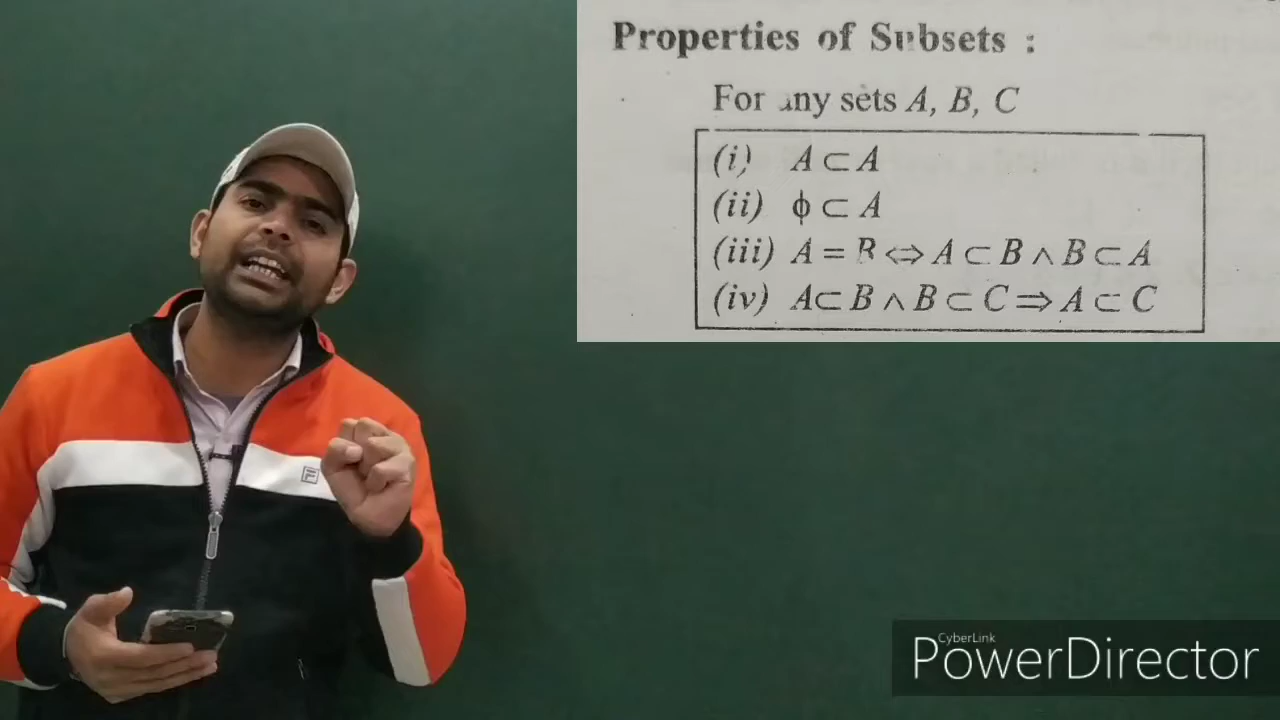 Properties of Subsets :
For any sets A, B, C
(i) A ⊂ A
(ii) ϕ ⊂ A
(iii) A = B ⇔ A ⊂ B ∧ B ⊂ A
(iv) A ⊂ B ∧ B ⊂ C ⇒ A ⊂ C
CyberLink
PowerDirector